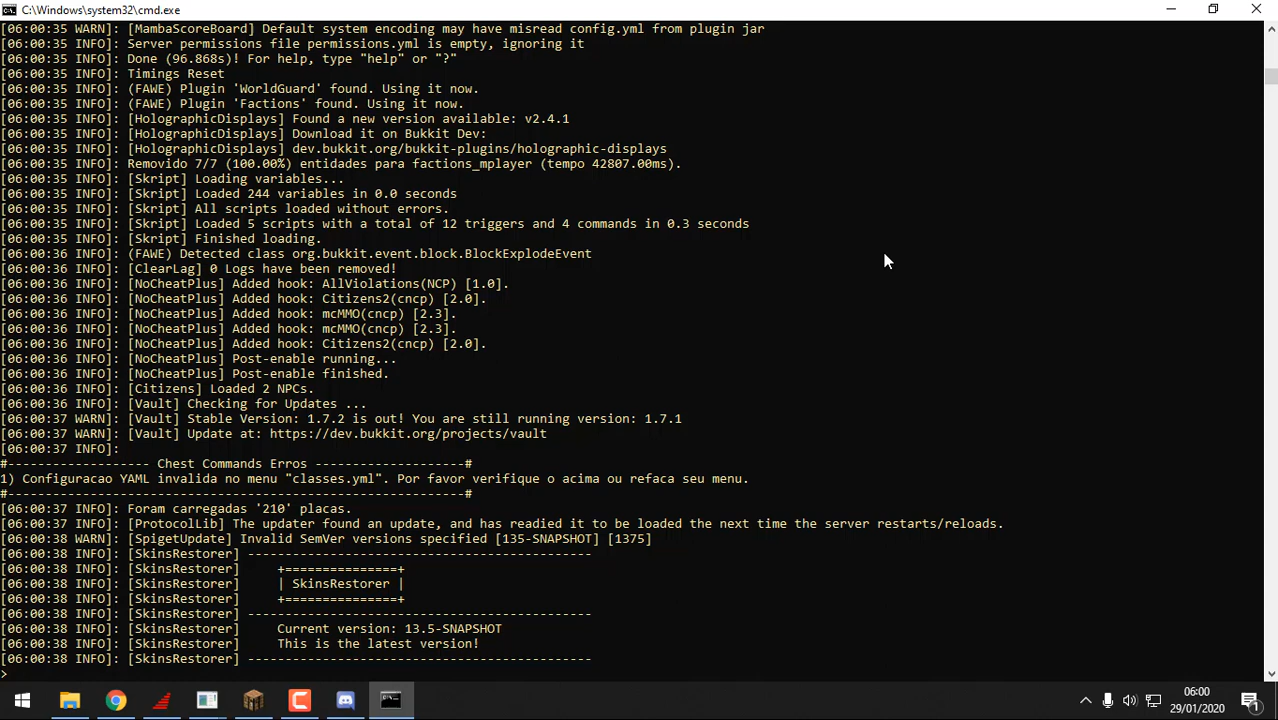 C:\Windows\system32\cmd.exe
[06:00:35 WARN]: [MambaScoreBoard] Default system encoding may have misread config.yml from plugin jar
[06:00:35 INFO]: Server permissions file permissions.yml is empty, ignoring it
[06:00:35 INFO]: Done (96.868s)! For help, type "help" or "?"
[06:00:35 INFO]: Timings Reset
[06:00:35 INFO]: (FAWE) Plugin 'WorldGuard' found. Using it now.
[06:00:35 INFO]: (FAWE) Plugin 'Factions' found. Using it now.
[06:00:35 INFO]: [HolographicDisplays] Found a new version available: v2.4.1
[06:00:35 INFO]: [HolographicDisplays] Download it on Bukkit Dev:
[06:00:35 INFO]: [HolographicDisplays] dev.bukkit.org/bukkit-plugins/holographic-displays
[06:00:35 INFO]: Removido 7/7 (100.00%) entidades para factions_mplayer (tempo 42807.00ms).
[06:00:35 INFO]: [Skript] Loading variables...
[06:00:35 INFO]: [Skript] Loaded 244 variables in 0.0 seconds
[06:00:35 INFO]: [Skript] All scripts loaded without errors.
[06:00:35 INFO]: [Skript] Loaded 5 scripts with a total of 12 triggers and 4 commands in 0.3 seconds
[06:00:35 INFO]: [Skript] Finished loading.
[06:00:36 INFO]: (FAWE) Detected class org.bukkit.event.block.BlockExplodeEvent
[06:00:36 INFO]: [ClearLag] 0 Logs have been removed!
[06:00:36 INFO]: [NoCheatPlus] Added hook: AllViolations(NCP) [1.0].
[06:00:36 INFO]: [NoCheatPlus] Added hook: Citizens2(cncp) [2.0].
[06:00:36 INFO]: [NoCheatPlus] Added hook: mcMMO(cncp) [2.3].
[06:00:36 INFO]: [NoCheatPlus] Added hook: mcMMO(cncp) [2.3].
[06:00:36 INFO]: [NoCheatPlus] Added hook: Citizens2(cncp) [2.0].
[06:00:36 INFO]: [NoCheatPlus] Post-enable running...
[06:00:36 INFO]: [NoCheatPlus] Post-enable finished.
[06:00:36 INFO]: [Citizens] Loaded 2 NPCs.
[06:00:36 INFO]: [Vault] Checking for Updates ...
[06:00:37 WARN]: [Vault] Stable Version: 1.7.2 is out! You are still running version: 1.7.1
[06:00:37 WARN]: [Vault] Update at: https://dev.bukkit.org/projects/vault
[06:00:37 INFO]:
#------------------ Chest Commands Erros --------------------#
1) Configuracao YAML invalida no menu "classes.yml". Por favor verifique o acima ou refaca seu menu.
#-------------------------------------------------------------#
[06:00:37 INFO]: Foram carregadas '210' placas.
[06:00:37 INFO]: [ProtocolLib] The updater found an update, and has readied it to be loaded the next time the server restarts/reloads.
[06:00:38 WARN]: [SpigetUpdate] Invalid SemVer versions specified [135-SNAPSHOT] [1375]
[06:00:38 INFO]: [SkinsRestorer] ----------------------------------------------
[06:00:38 INFO]: [SkinsRestorer]     +===============+
[06:00:38 INFO]: [SkinsRestorer]     | SkinsRestorer |
[06:00:38 INFO]: [SkinsRestorer]     +===============+
[06:00:38 INFO]: [SkinsRestorer] ----------------------------------------------
[06:00:38 INFO]: [SkinsRestorer]     Current version: 13.5-SNAPSHOT
[06:00:38 INFO]: [SkinsRestorer]     This is the latest version!
[06:00:38 INFO]: [SkinsRestorer] ----------------------------------------------
>
06:00
29/01/2020
1